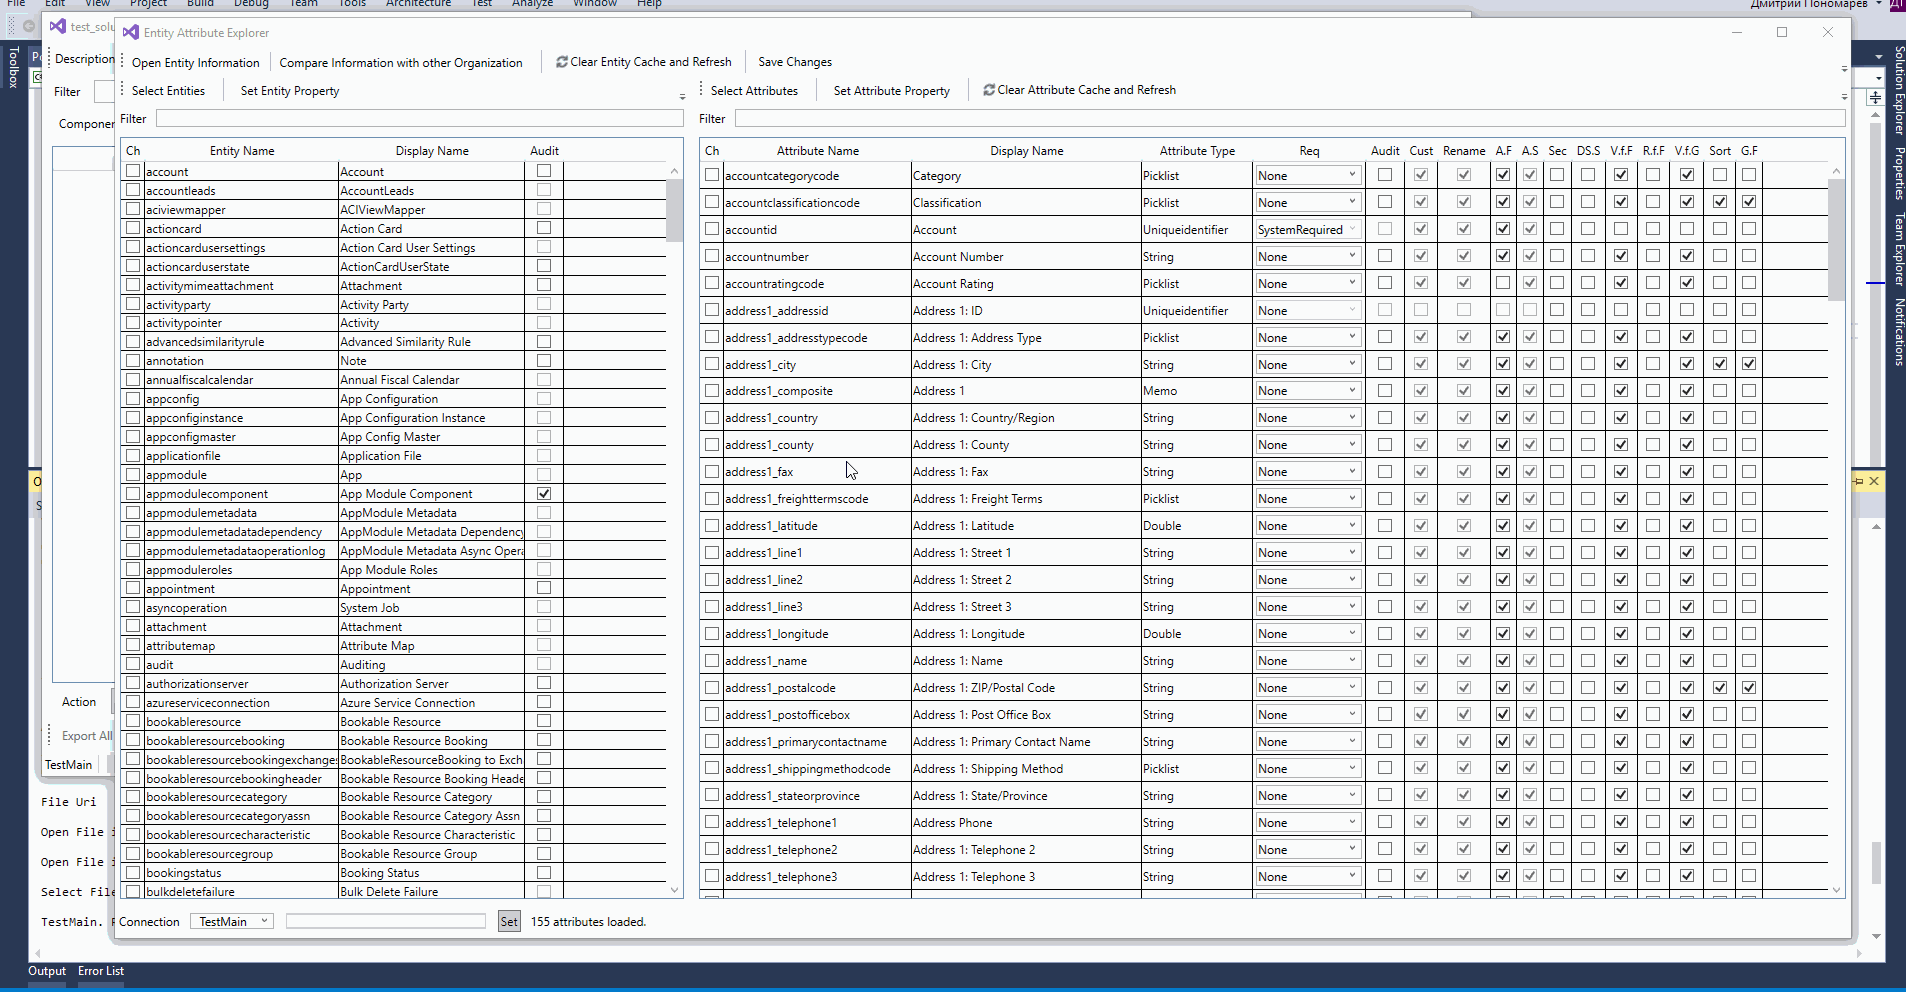 File Edit View Project Build Debug Team Tools Architecture Test Analyze Window Help
Дмитрий Пономарев
test_solu
Entity Attribute Explorer
Toolbox
Description
Open Entity Information
Compare Information with other Organization
Clear Entity Cache and Refresh
Save Changes
Filter
Select Entities
Set Entity Property
Select Attributes
Set Attribute Property
Clear Attribute Cache and Refresh
Filter
Filter
Componen
Ch Entity Name Display Name Audit
account Account
accountleads AccountLeads
aciviewmapper ACIViewMapper
actioncard Action Card
actioncardusersettings Action Card User Settings
actioncarduserstate ActionCardUserState
activitymimeattachment Attachment
activityparty Activity Party
activitypointer Activity
advancedsimilarityrule Advanced Similarity Rule
annotation Note
annualfiscalcalendar Annual Fiscal Calendar
appconfig App Configuration
appconfiginstance App Configuration Instance
appconfigmaster App Config Master
applicationfile Application File
appmodule App
appmodulecomponent App Module Component
appmodulemetadata AppModule Metadata
appmodulemetadatadependency AppModule Metadata Dependency
appmodulemetadataoperationlog AppModule Metadata Async Opera
appmoduleroles App Module Roles
appointment Appointment
asyncoperation System Job
attachment Attachment
attributemap Attribute Map
audit Auditing
authorizationserver Authorization Server
azureserviceconnection Azure Service Connection
bookableresource Bookable Resource
bookableresourcebooking Bookable Resource Booking
bookableresourcebookingexchange BookableResourceBooking to Exch
bookableresourcebookingheader Bookable Resource Booking Heade
bookableresourcecategory Bookable Resource Category
bookableresourcecategoryassn Bookable Resource Category Assn
bookableresourcecharacteristic Bookable Resource Characteristic
bookableresourcegroup Bookable Resource Group
bookingstatus Booking Status
bulkdeletefailure Bulk Delete Failure
Ch Attribute Name Display Name Attribute Type Req Audit Cust Rename A.F A.S Sec DS.S V.f.F R.f.F V.f.G Sort G.F
accountcategorycode Category Picklist None
accountclassificationcode Classification Picklist None
accountid Account Uniqueidentifier SystemRequired
accountnumber Account Number String None
accountratingcode Account Rating Picklist None
address1_addressid Address 1: ID Uniqueidentifier None
address1_addresstypecode Address 1: Address Type Picklist None
address1_city Address 1: City String None
address1_composite Address 1 Memo None
address1_country Address 1: Country/Region String None
address1_county Address 1: County String None
address1_fax Address 1: Fax String None
address1_freighttermscode Address 1: Freight Terms Picklist None
address1_latitude Address 1: Latitude Double None
address1_line1 Address 1: Street 1 String None
address1_line2 Address 1: Street 2 String None
address1_line3 Address 1: Street 3 String None
address1_longitude Address 1: Longitude Double None
address1_name Address 1: Name String None
address1_postalcode Address 1: ZIP/Postal Code String None
address1_postofficebox Address 1: Post Office Box String None
address1_primarycontactname Address 1: Primary Contact Name String None
address1_shippingmethodcode Address 1: Shipping Method Picklist None
address1_stateorprovince Address 1: State/Province String None
address1_telephone1 Address Phone String None
address1_telephone2 Address 1: Telephone 2 String None
address1_telephone3 Address 1: Telephone 3 String None
Solution Explorer
Properties
Team Explorer
Notifications
Action
Export All
TestMain
File Uri
Open File i
Open File i
Select File
TestMain.
Connection TestMain Set 155 attributes loaded.
Output Error List